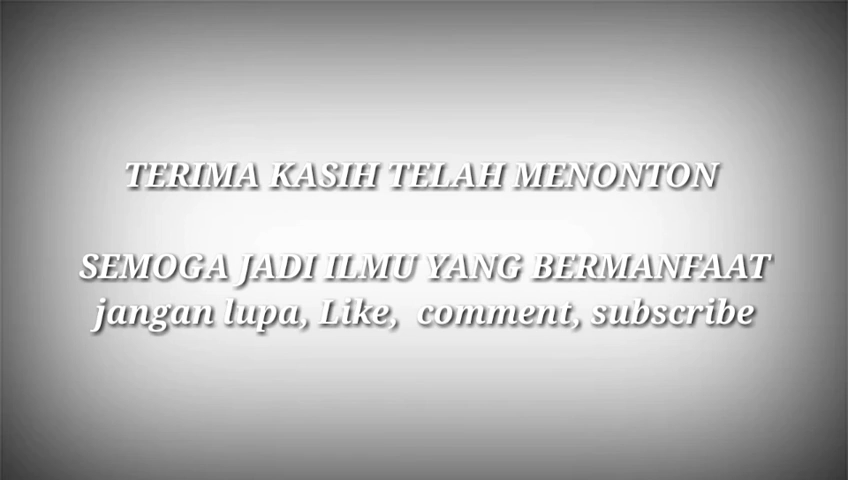 TERIMA KASIH TELAH MENONTON
SEMOGA JADI ILMU YANG BERMANFAAT
jangan lupa, Like, comment, subscribe